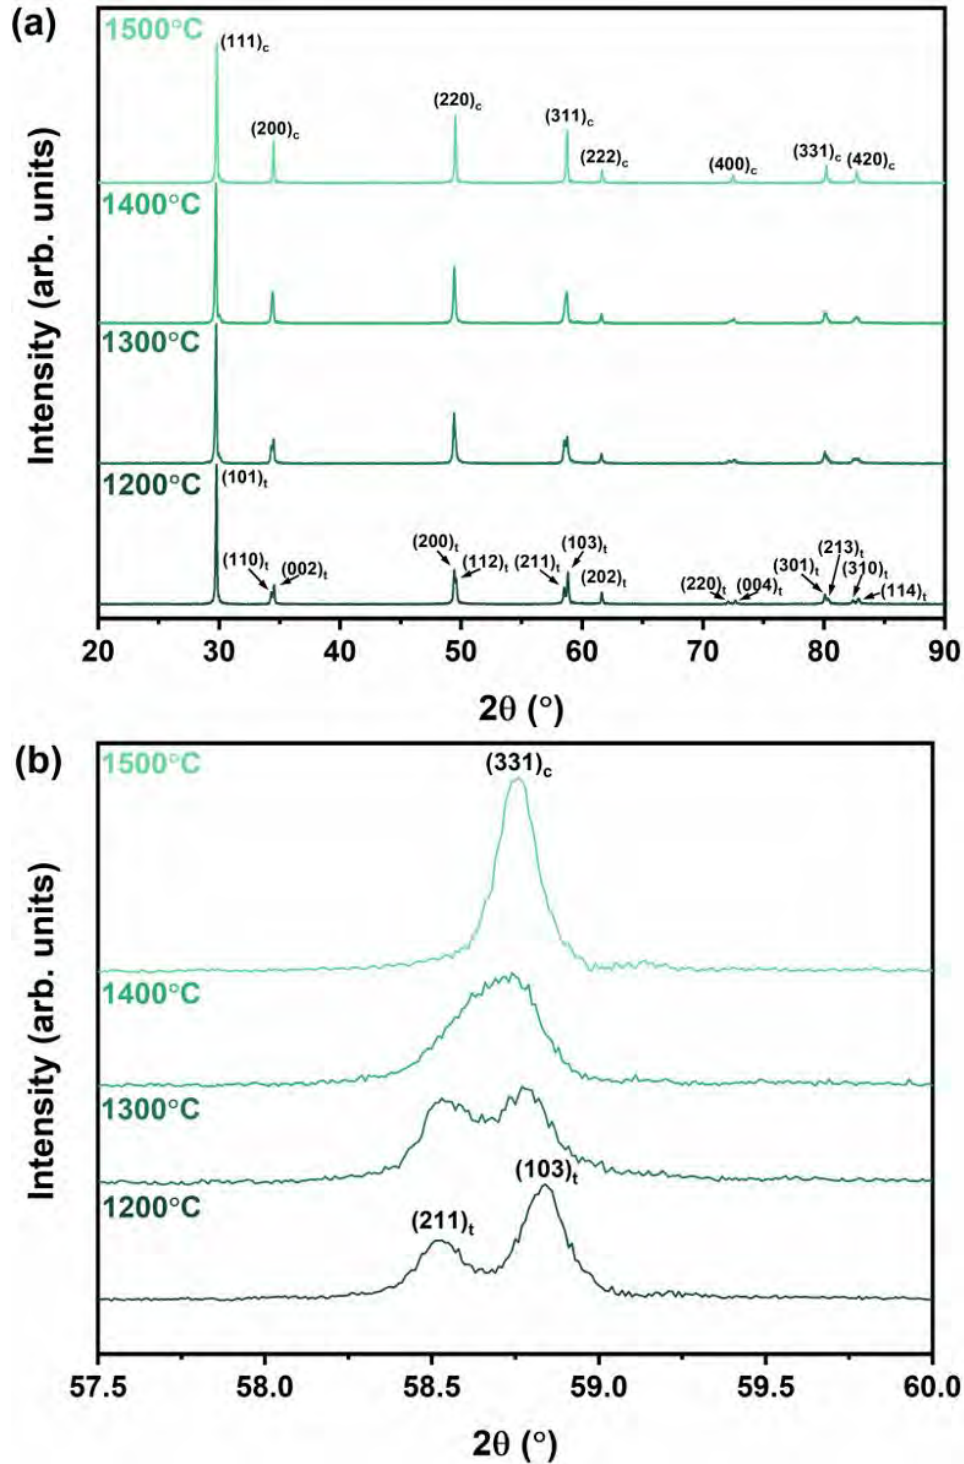 (a)
1500°C
(111)c
(200)c
(220)c
(311)c
(222)c
(400)c
(331)c
(420)c
1400°C
1300°C
1200°C
(101)t
(110)t
(002)t
(200)t
(112)t
(211)t
(103)t
(202)t
(220)t
(004)t
(301)t
(213)t
(310)t
(114)t
Intensity (arb. units)
20 30 40 50 60 70 80 90
2θ (°)
(b)
1500°C
(331)c
1400°C
1300°C
1200°C
(211)t
(103)t
Intensity (arb. units)
57.5 58.0 58.5 59.0 59.5 60.0
2θ (°)